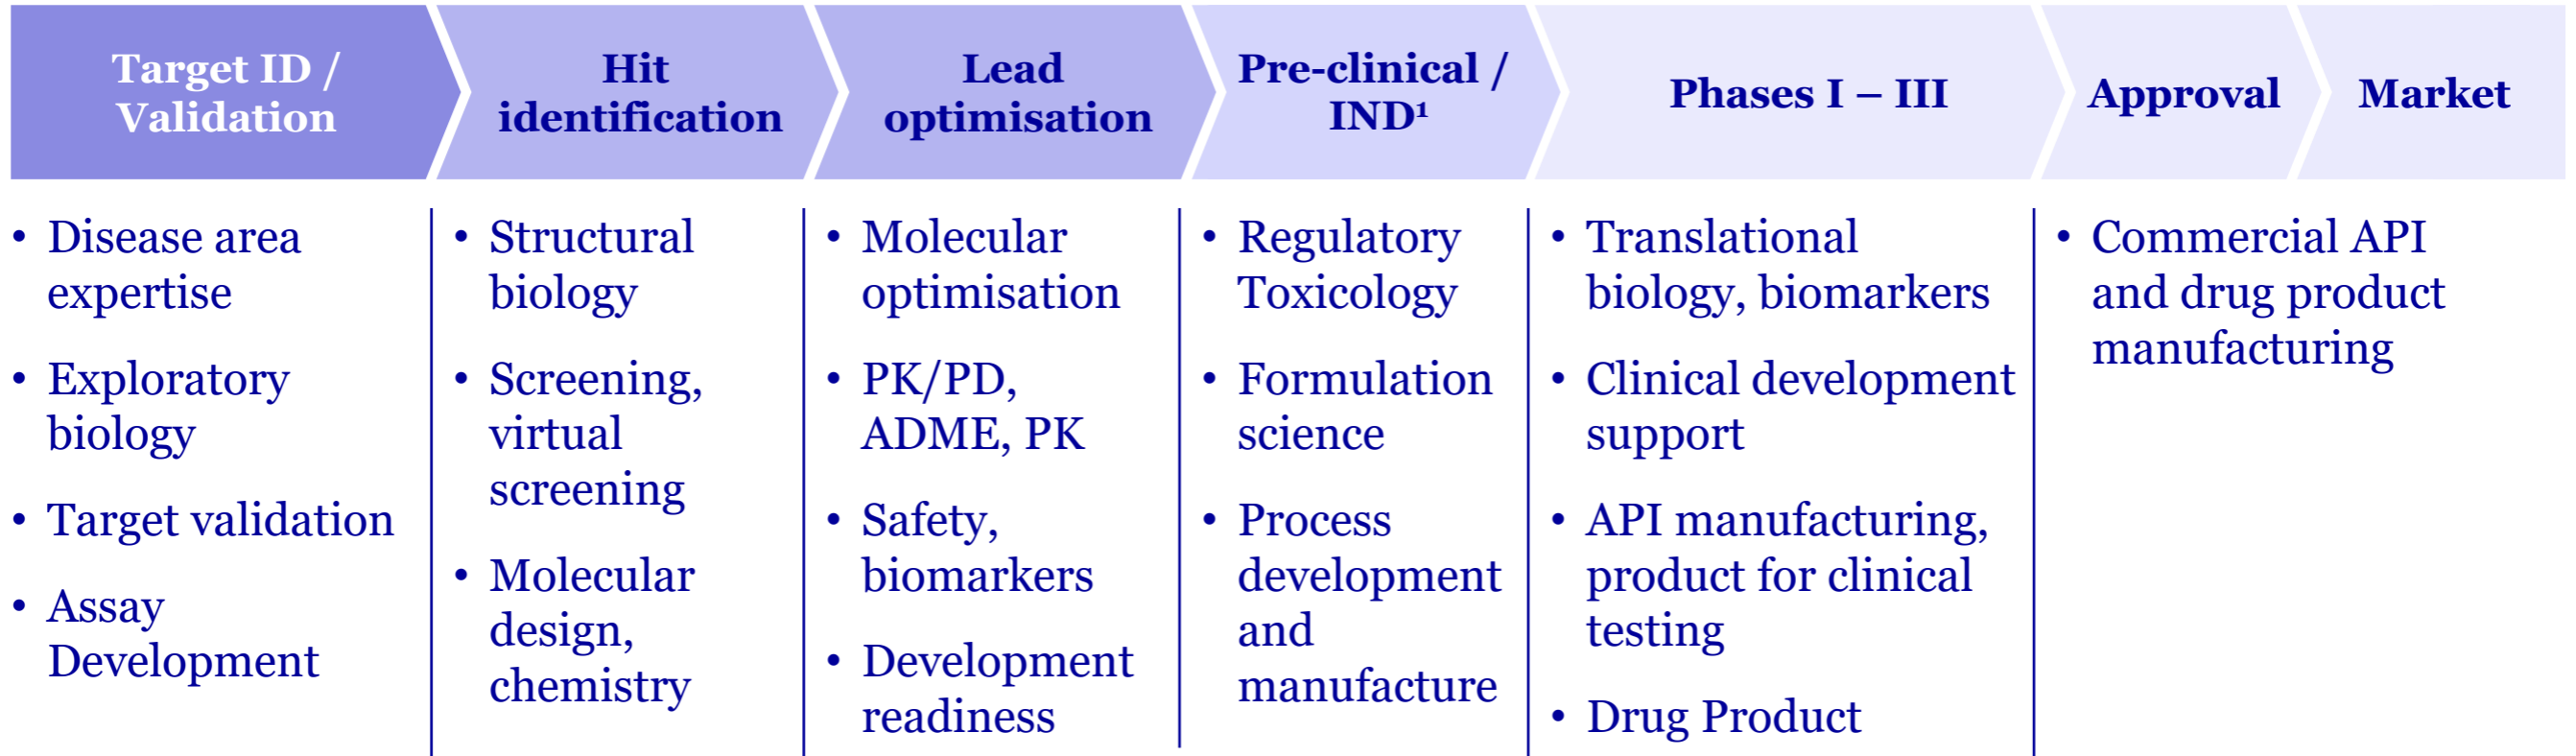 Target ID /
Validation
Hit
identification
Lead
optimisation
Pre-clinical /
IND¹
Phases I – III
Approval
Market
• Disease area
expertise
• Exploratory
biology
• Target validation
• Assay
Development
• Structural
biology
• Screening,
virtual
screening
• Molecular
design,
chemistry
• Molecular
optimisation
• PK/PD,
ADME, PK
• Safety,
biomarkers
• Development
readiness
• Regulatory
Toxicology
• Formulation
science
• Process
development
and
manufacture
• Translational
biology, biomarkers
• Clinical development
support
• API manufacturing,
product for clinical
testing
• Drug Product
• Commercial API
and drug product
manufacturing